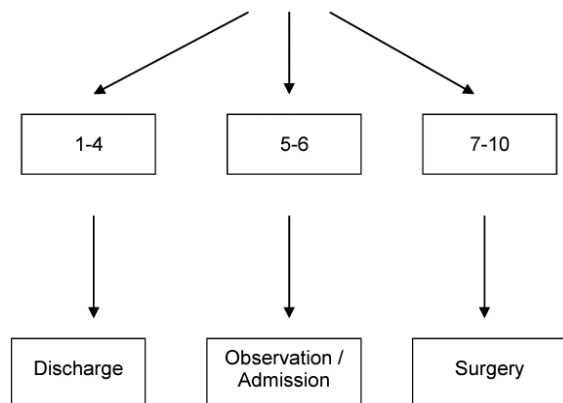 1-4
5-6
7-10
Discharge
Observation /
Admission
Surgery